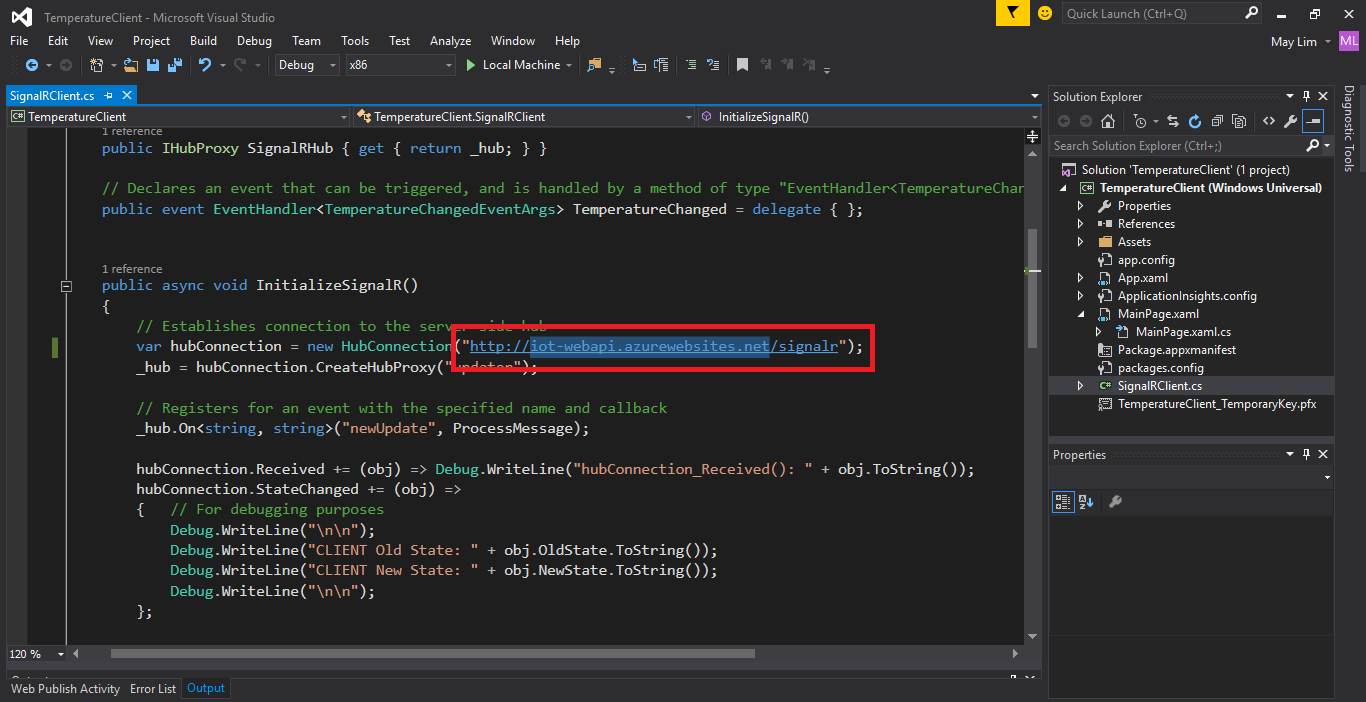 TemperatureClient - Microsoft Visual Studio
Quick Launch (Ctrl+Q)
File Edit View Project Build Debug Team Tools Test Analyze Window Help
May Lim ML
Debug x86 Local Machine
SignalRClient.cs
TemperatureClient TemperatureClient.SignalRClient InitializeSignalR()
1 reference
public IHubProxy SignalRHub { get { return _hub; } }
// Declares an event that can be triggered, and is handled by a method of type "EventHandler<TemperatureChan
public event EventHandler<TemperatureChangedEventArgs> TemperatureChanged = delegate { };
1 reference
public async void InitializeSignalR()
{
// Establishes connection to the server-side hub
var hubConnection = new HubConnection("http://iot-webapi.azurewebsites.net/signalr");
_hub = hubConnection.CreateHubProxy("updater");
// Registers for an event with the specified name and callback
_hub.On<string, string>("newUpdate", ProcessMessage);
hubConnection.Received += (obj) => Debug.WriteLine("hubConnection_Received(): " + obj.ToString());
hubConnection.StateChanged += (obj) =>
{ // For debugging purposes
Debug.WriteLine("\n\n");
Debug.WriteLine("CLIENT Old State: " + obj.OldState.ToString());
Debug.WriteLine("CLIENT New State: " + obj.NewState.ToString());
Debug.WriteLine("\n\n");
};
120 %
Web Publish Activity Error List Output
Solution Explorer
Search Solution Explorer (Ctrl+;)
Solution 'TemperatureClient' (1 project)
C# TemperatureClient (Windows Universal)
Properties
References
Assets
app.config
App.xaml
ApplicationInsights.config
MainPage.xaml
MainPage.xaml.cs
Package.appxmanifest
packages.config
C# SignalRClient.cs
TemperatureClient_TemporaryKey.pfx
Properties
Diagnostic Tools